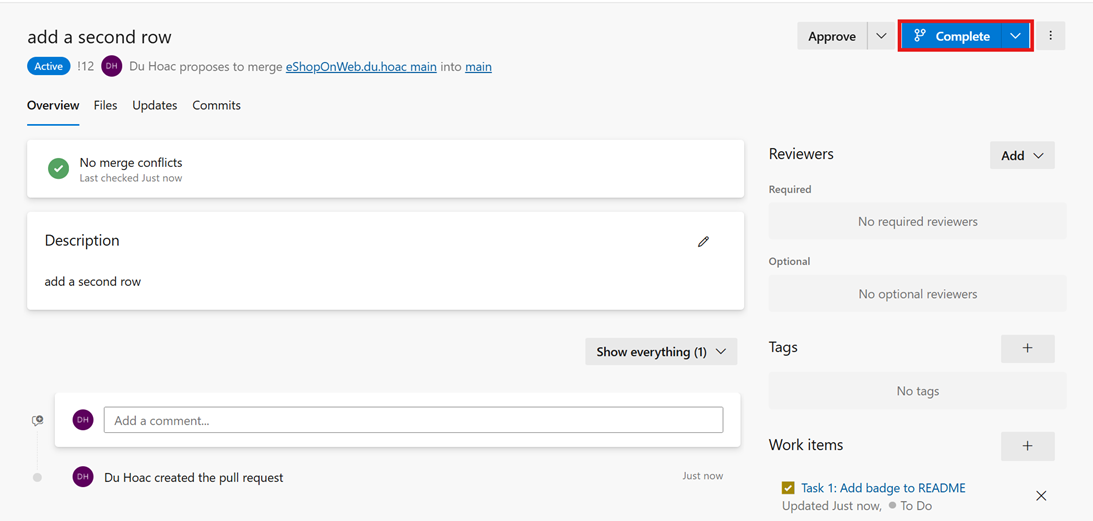 add a second row
Approve
Complete
Active !12 DH Du Hoac proposes to merge eShopOnWeb.du.hoac main into main
Overview Files Updates Commits
No merge conflicts
Last checked Just now
Description
add a second row
Show everything (1)
DH Add a comment...
DH Du Hoac created the pull request Just now
Reviewers Add
Required
No required reviewers
Optional
No optional reviewers
Tags +
No tags
Work items +
Task 1: Add badge to README
Updated Just now, To Do